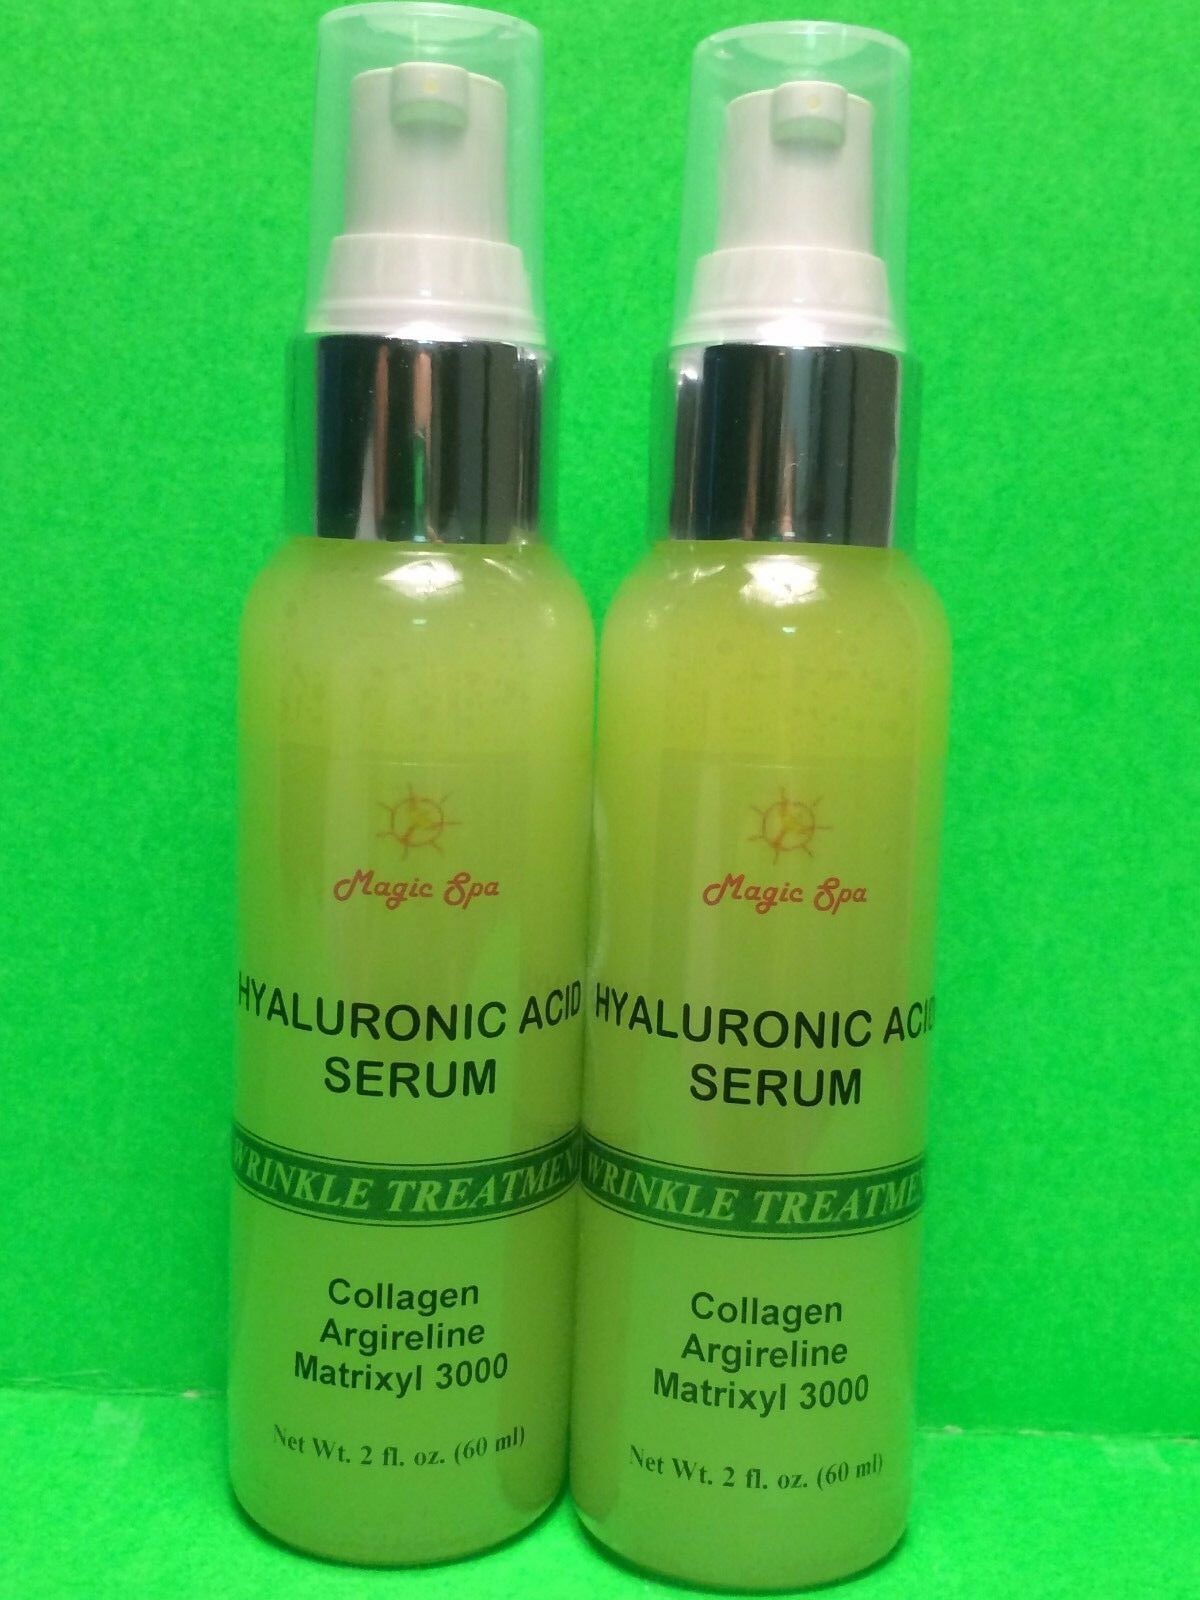 Magic Spa
HYALURONIC ACID
SERUM
WRINKLE TREATMENT
Collagen
Argireline
Matrixyl 3000
Net Wt. 2 fl. oz. (60 ml)
Magic Spa
HYALURONIC ACID
SERUM
WRINKLE TREATMEN
Collagen
Argireline
Matrixyl 3000
Net Wt. 2 fl. oz. (60 ml)